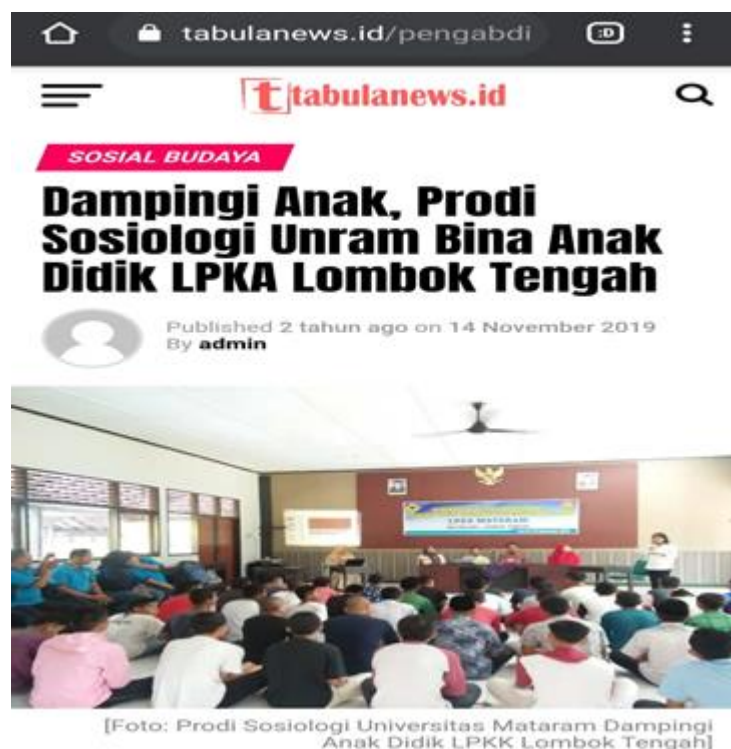 tabulanews.id/pengabdi
:D
tabulanews.id
SOSIAL BUDAYA
Dampingi Anak, Prodi
Sosiologi Unram Bina Anak
Didik LPKA Lombok Tengah
Published 2 tahun ago on 14 November 2019
By admin
LPKA MATARAM
[Foto: Prodi Sosiologi Universitas Mataram Dampingi
Anak Didik LPKK Lombok Tengah]